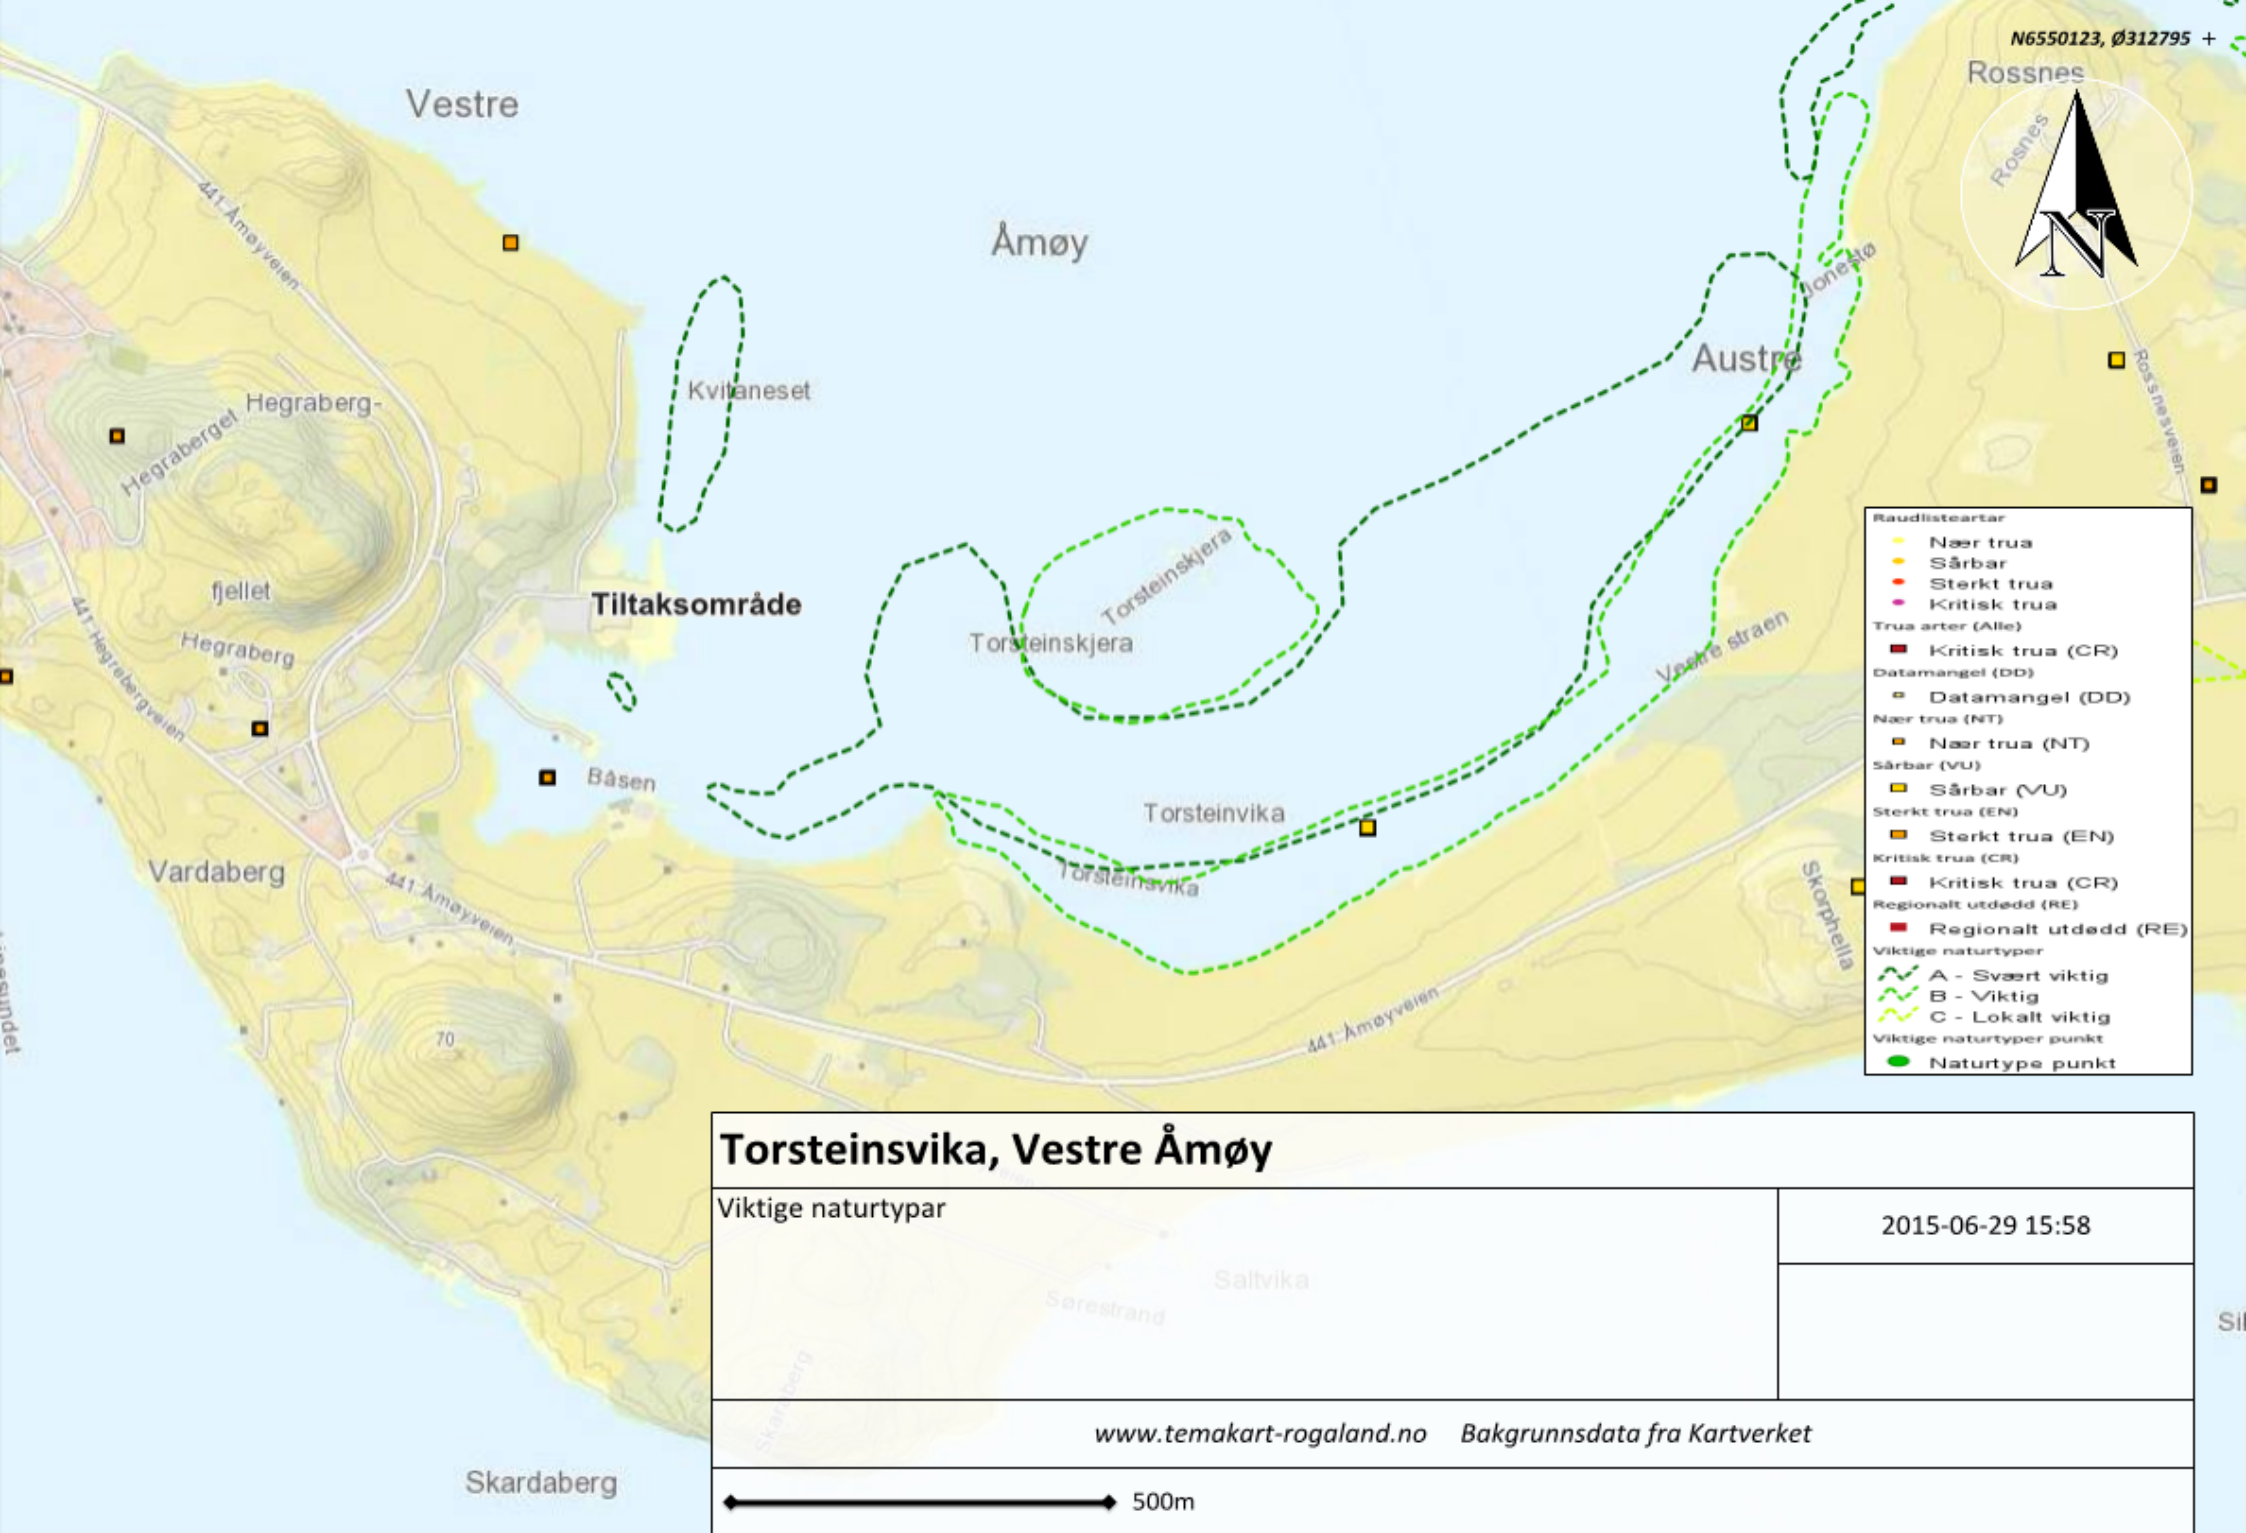 N6550123, Ø312795
Rossnes
Rosnes
N
Vestre
441 Åmøyveien
Åmøy
Jonestø
Austre
Rossnesveien
Kvitaneset
Hegraberg-
Hegraberget
fjellet
Hegraberg
441 Hegrebergveien
Tiltaksområde
Torsteinskjera
Torsteinskjera
Vestre straen
Båsen
Torsteinvika
Torsteinsvika
Vardaberg
441 Åmøyveien
441 Åmøyveien
Skorphella
70
Raudlisteartar
Nær trua
Sårbar
Sterkt trua
Kritisk trua
Trua arter (Alle)
Kritisk trua (CR)
Datamangel (DD)
Datamangel (DD)
Nær trua (NT)
Nær trua (NT)
Sårbar (VU)
Sårbar (VU)
Sterkt trua (EN)
Sterkt trua (EN)
Kritisk trua (CR)
Kritisk trua (CR)
Regionalt utdødd (RE)
Regionalt utdødd (RE)
Viktige naturtyper
A - Svært viktig
B - Viktig
C - Lokalt viktig
Viktige naturtyper punkt
Naturtype punkt
Torsteinsvika, Vestre Åmøy
Viktige naturtypar
2015-06-29 15:58
Saltvika
Sørestrand
Skaraberg
Skardaberg
www.temakart-rogaland.no Bakgrunnsdata fra Kartverket
500m